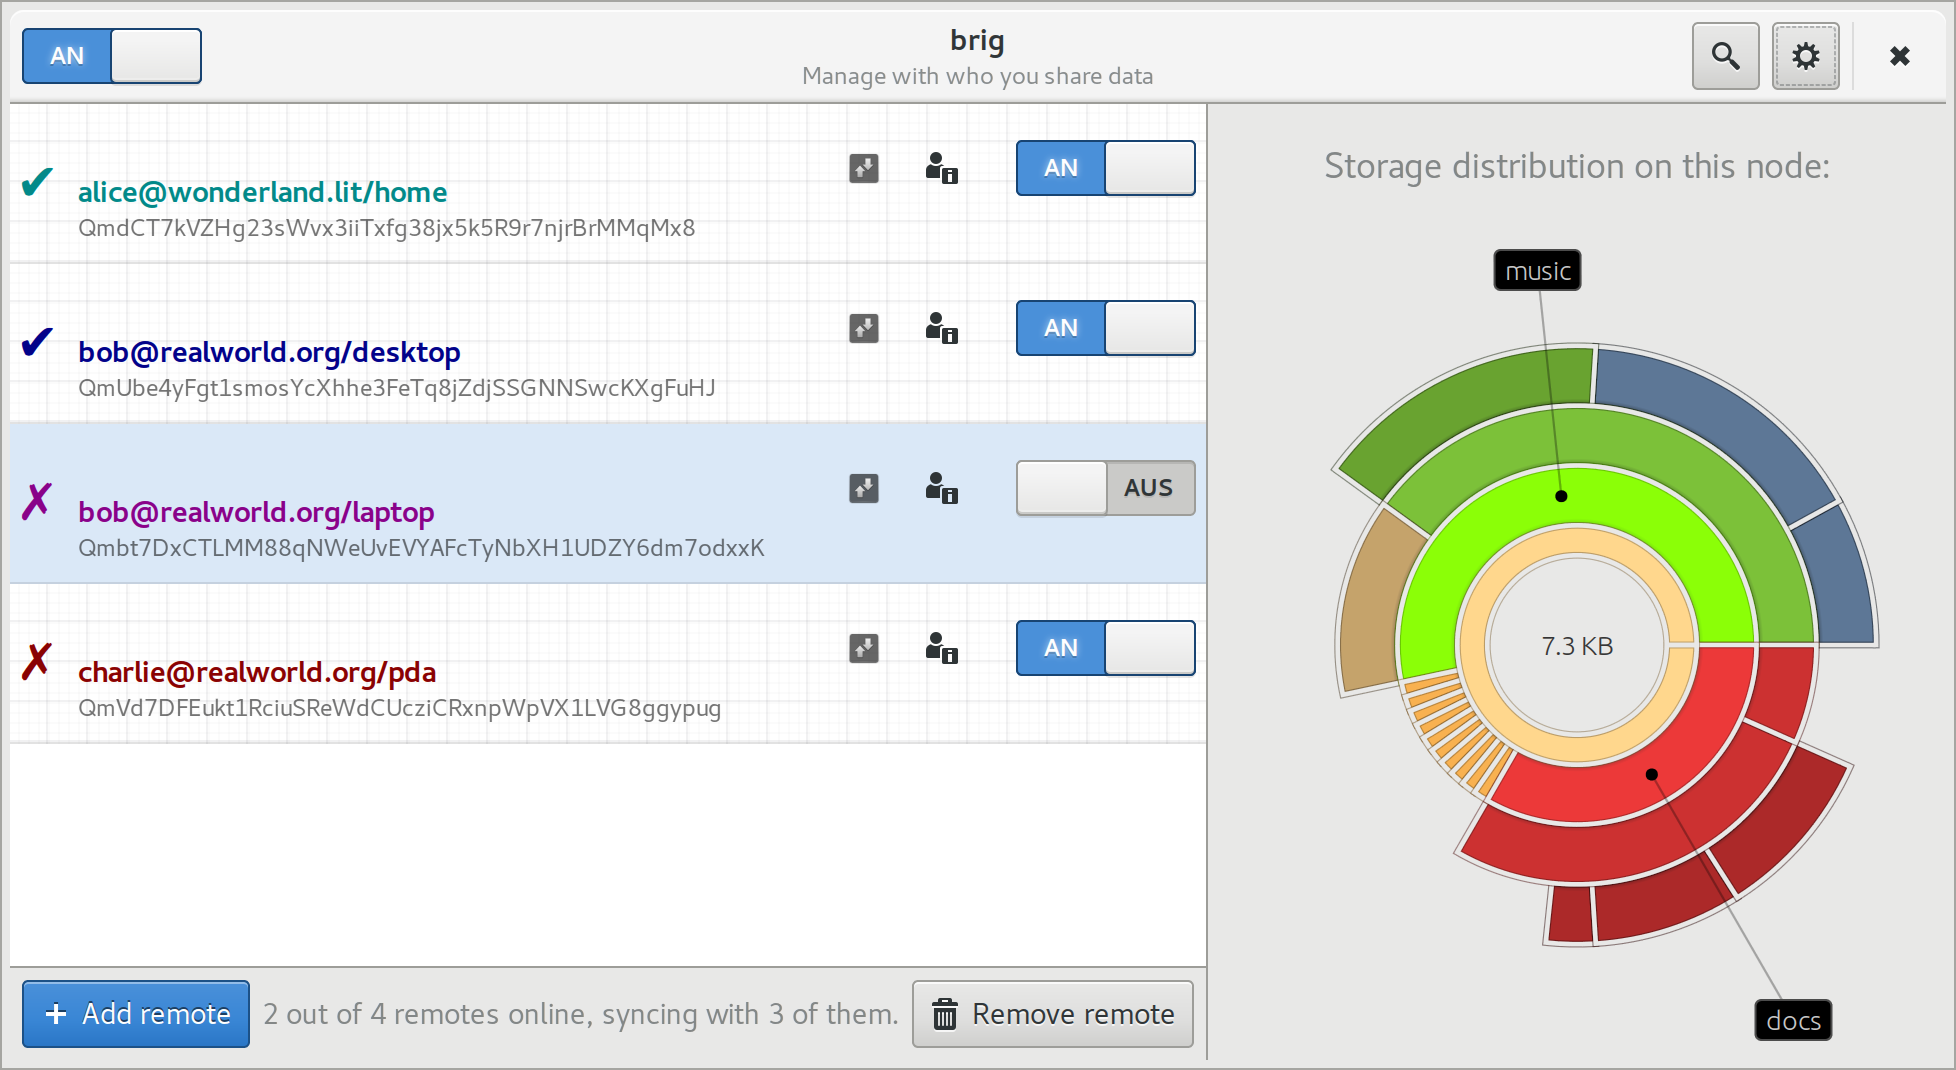 AN
brig
Manage with who you share data
alice@wonderland.lit/home
QmdCT7kVZHg23sWvx3iiTxfg38jx5k5R9r7njrBrMMqMx8
AN
bob@realworld.org/desktop
QmUbe4yFgt1smosYcXhhe3FeTq8jZdjSSGNNSwcKXgFuHJ
AN
bob@realworld.org/laptop
Qmbt7DxCTLMM88qNWeUvEVYAFcTyNbXH1UDZY6dm7odxxK
AUS
charlie@realworld.org/pda
QmVd7DFEukt1RciuSReWdCUcziCRxnpWpVX1LVG8ggypug
AN
Add remote
2 out of 4 remotes online, syncing with 3 of them.
Remove remote
Storage distribution on this node:
music
7.3 KB
docs